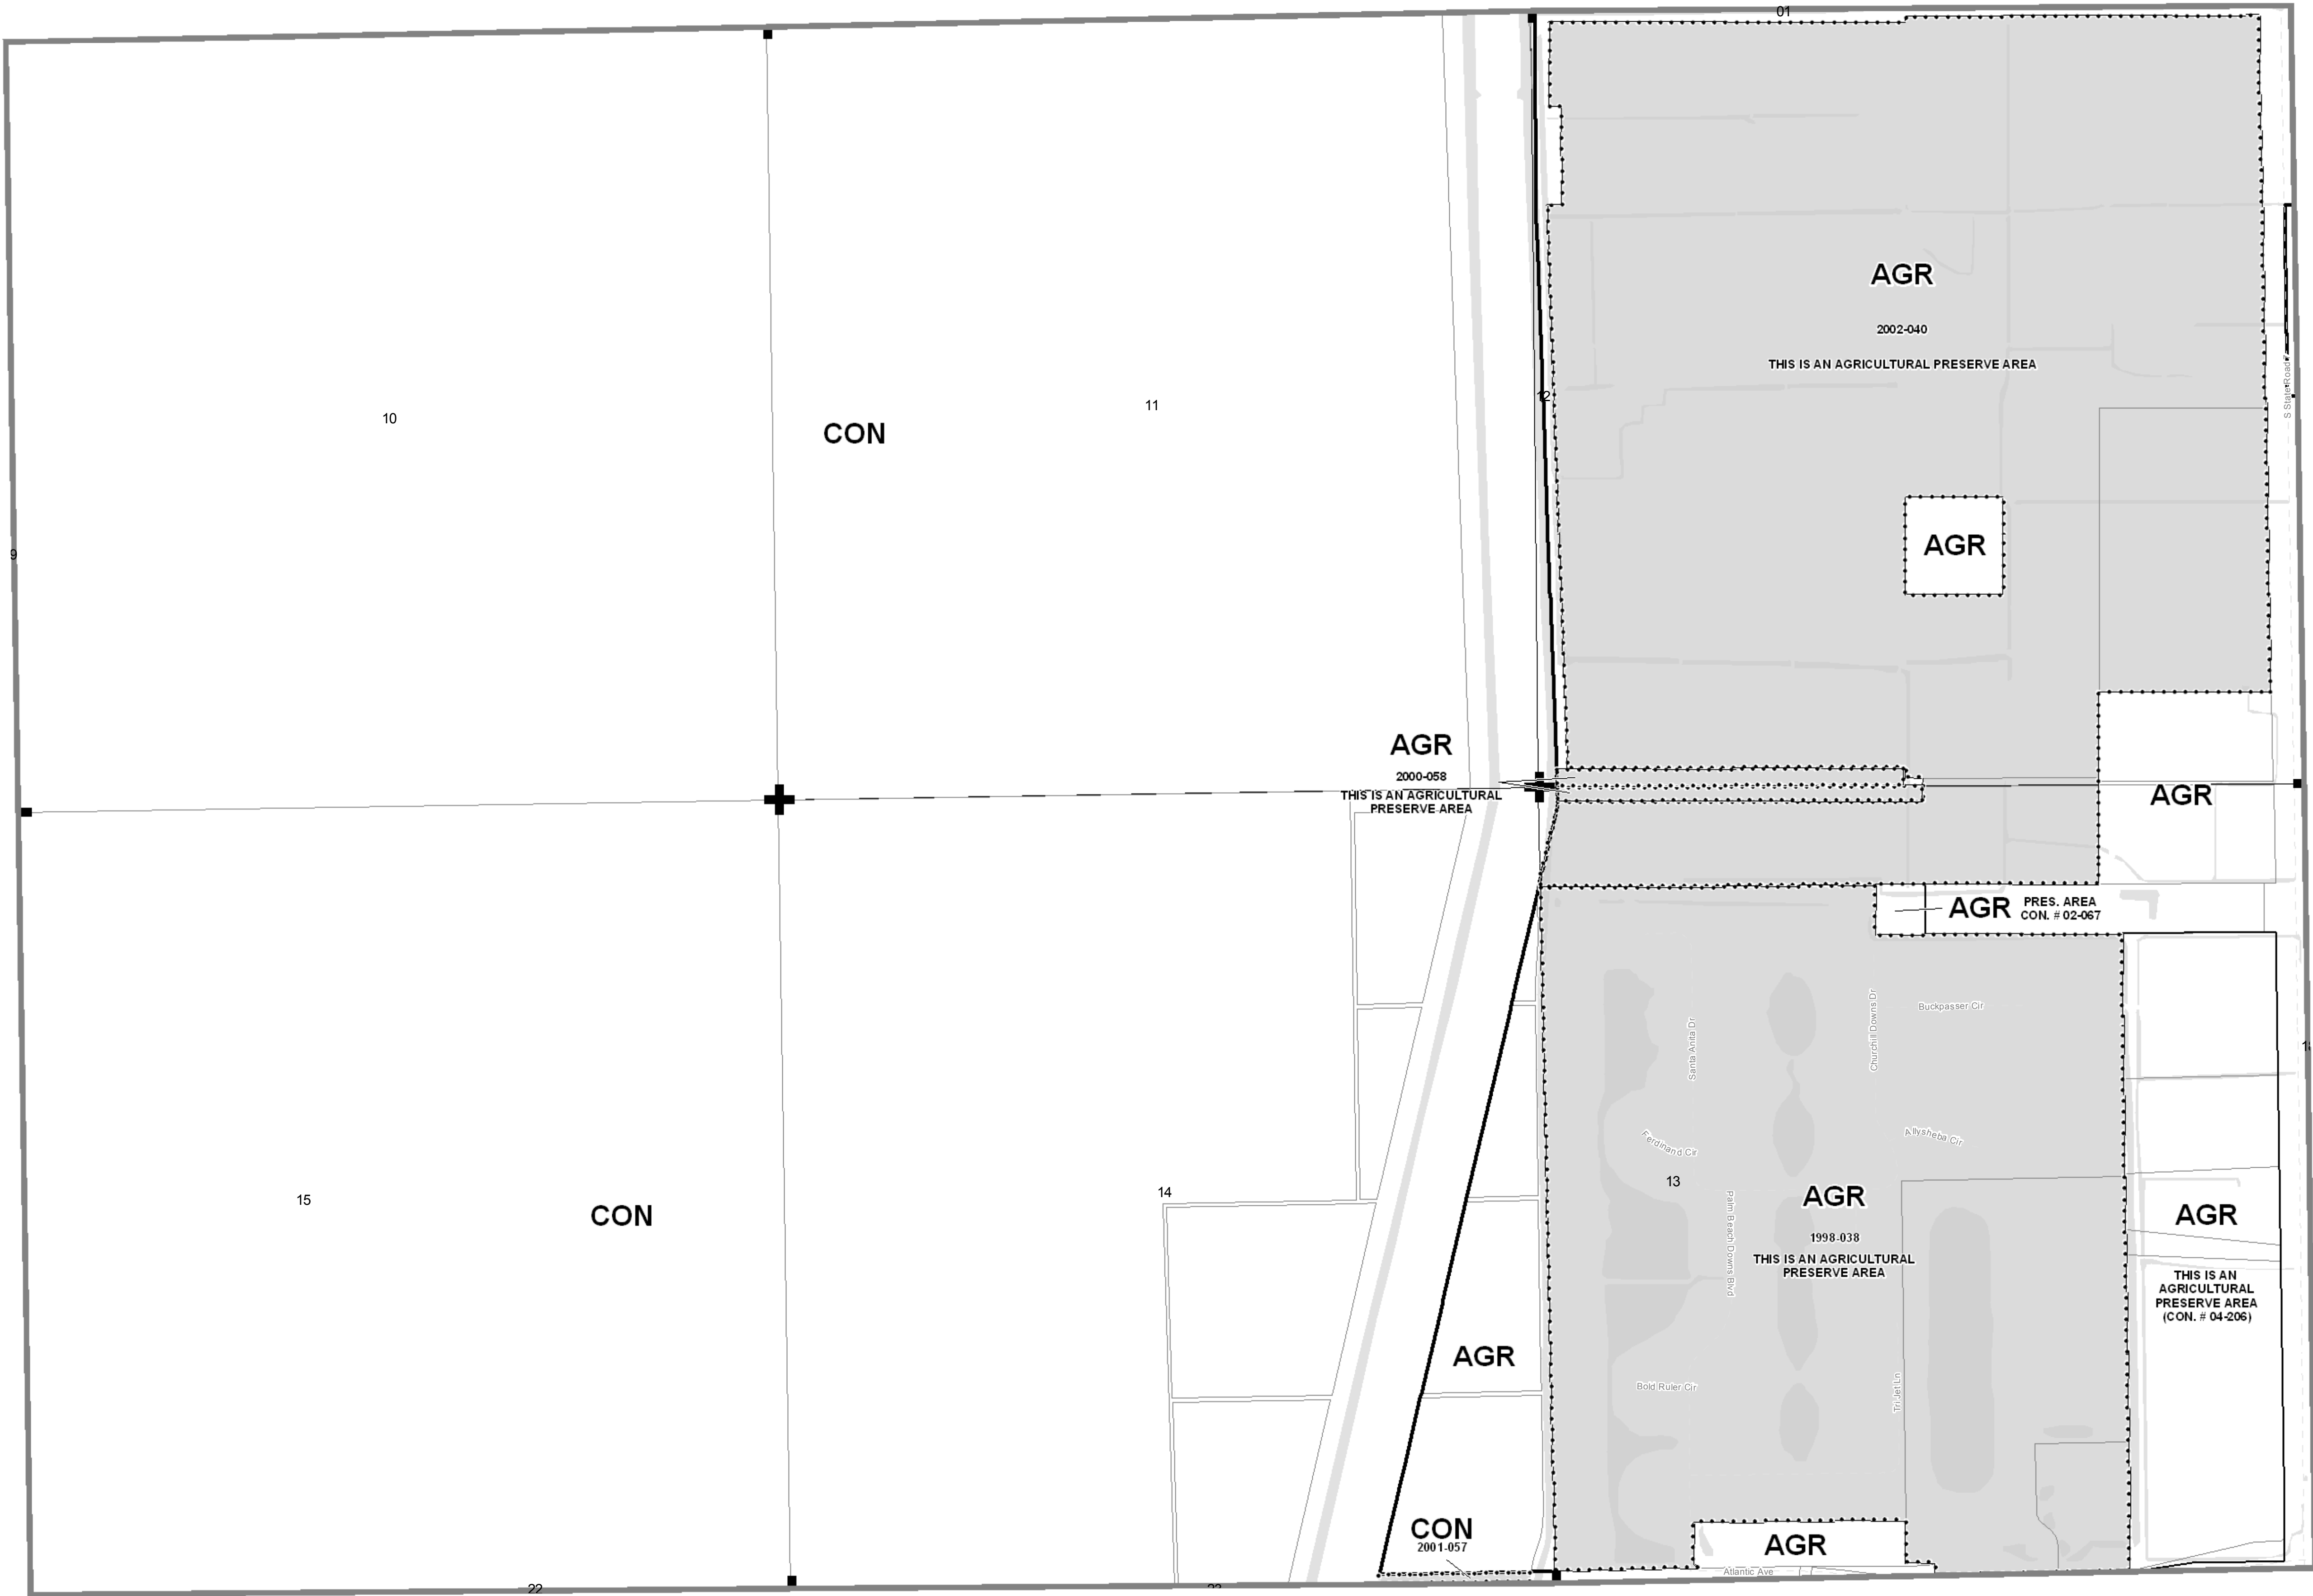 01
AGR
2002-040
THIS IS AN AGRICULTURAL PRESERVE AREA
S State Road
12
10
11
CON
9
AGR
AGR
2000-058
THIS IS AN AGRICULTURAL
PRESERVE AREA
AGR
AGR
PRES. AREA
CON. # 02-067
Buckpasser Cir
Santa Anita Dr
Churchill Downs Dr
Ferdinand Cir
Allysheba Cir
13
15
14
CON
AGR
1998-038
THIS IS AN AGRICULTURAL
PRESERVE AREA
Palm Beach Downs Blvd
AGR
THIS IS AN
AGRICULTURAL
PRESERVE AREA
(CON. # 04-206)
AGR
Bold Ruler Cir
Tri Jet Ln
CON
2001-057
AGR
Atlantic Ave
22